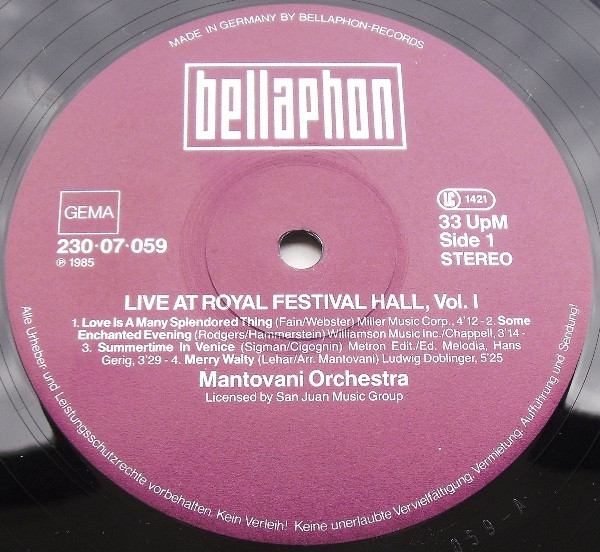 MADE IN GERMANY BY BELLAPHON-RECORDS
bellaphon
GEMA
230·07·059
℗ 1985
LC 1421
33 UpM
Side 1
STEREO
LIVE AT ROYAL FESTIVAL HALL, Vol. I
1. Love Is A Many Splendored Thing (Fain/Webster) Miller Music Corp., 4'12 - 2. Some
Enchanted Evening (Rodgers/Hammerstein) Williamson Music Inc./Chappell, 3'14 -
3. Summertime In Venice (Sigman/Cigognin) Metron Edit./Ed. Melodia, Hans
Gerig, 3'29 - 4. Merry Walty (Lehar/Arr. Mantovani) Ludwig Doblinger, 5'25
Mantovani Orchestra
Licensed by San Juan Music Group
Alle Urheber- und Leistungsschutzrechte vorbehalten. Kein Verleih! Keine unerlaubte Vervielfältigung, Vermietung, Aufführung und Sendung!